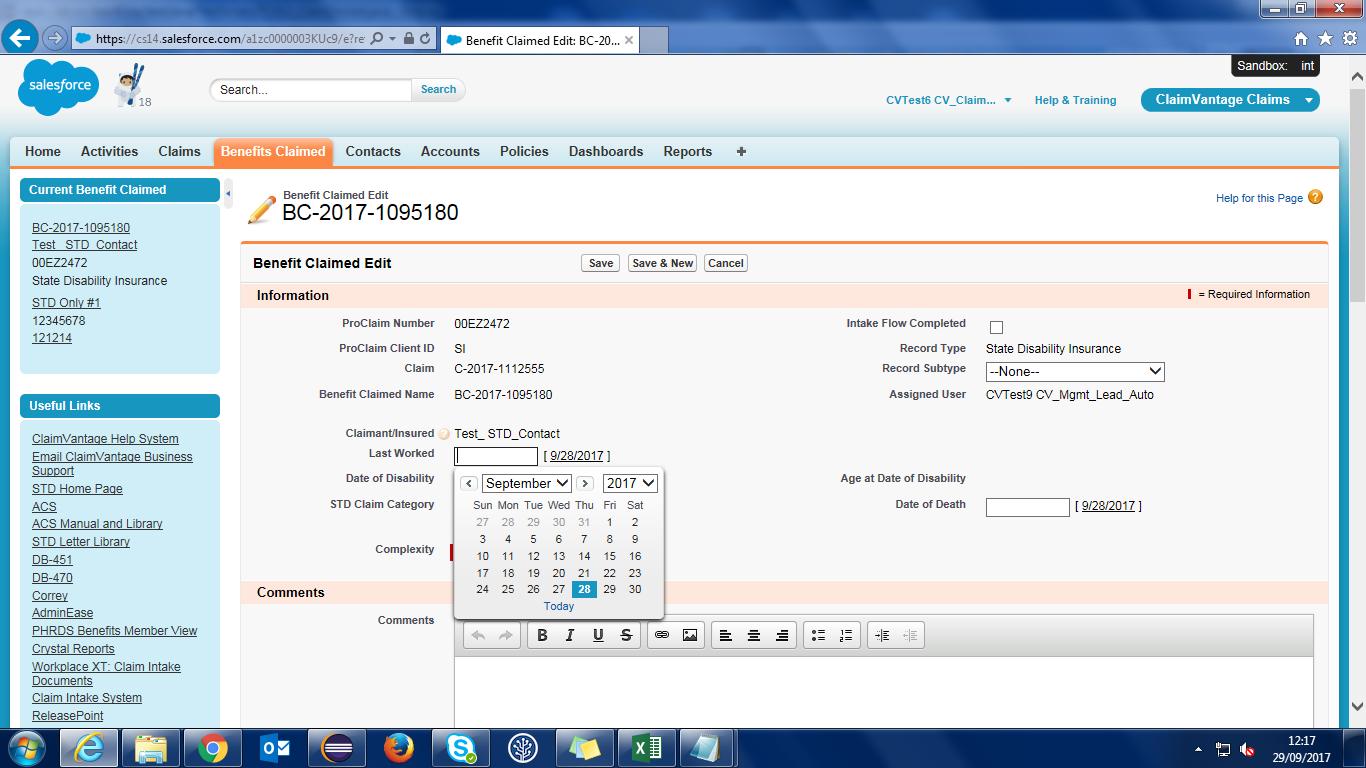 https://cs14.salesforce.com/a1zc0000003KUc9/e?re
Benefit Claimed Edit: BC-20...
Sandbox: int
salesforce
18
Search...
Search
CVTest6 CV_Claim...
Help & Training
ClaimVantage Claims
Home
Activities
Claims
Benefits Claimed
Contacts
Accounts
Policies
Dashboards
Reports
Current Benefit Claimed
BC-2017-1095180
Test_ STD_Contact
00EZ2472
State Disability Insurance
STD Only #1
12345678
121214
Useful Links
ClaimVantage Help System
Email ClaimVantage Business
Support
STD Home Page
ACS
ACS Manual and Library
STD Letter Library
DB-451
DB-470
Correy
AdminEase
PHRDS Benefits Member View
Crystal Reports
Workplace XT: Claim Intake
Documents
Claim Intake System
ReleasePoint
Benefit Claimed Edit
BC-2017-1095180
Help for this Page
Benefit Claimed Edit
Save
Save & New
Cancel
Information
= Required Information
ProClaim Number 00EZ2472
Intake Flow Completed
ProClaim Client ID SI
Record Type State Disability Insurance
Claim C-2017-1112555
Record Subtype --None--
Benefit Claimed Name BC-2017-1095180
Assigned User CVTest9 CV_Mgmt_Lead_Auto
Claimant/Insured Test_ STD_Contact
Last Worked [ 9/28/2017 ]
Date of Disability
Age at Date of Disability
STD Claim Category
Date of Death [ 9/28/2017 ]
Complexity
September 2017
Sun Mon Tue Wed Thu Fri Sat
27 28 29 30 31 1 2
3 4 5 6 7 8 9
10 11 12 13 14 15 16
17 18 19 20 21 22 23
24 25 26 27 28 29 30
Today
Comments
Comments
B I U S
12:17
29/09/2017